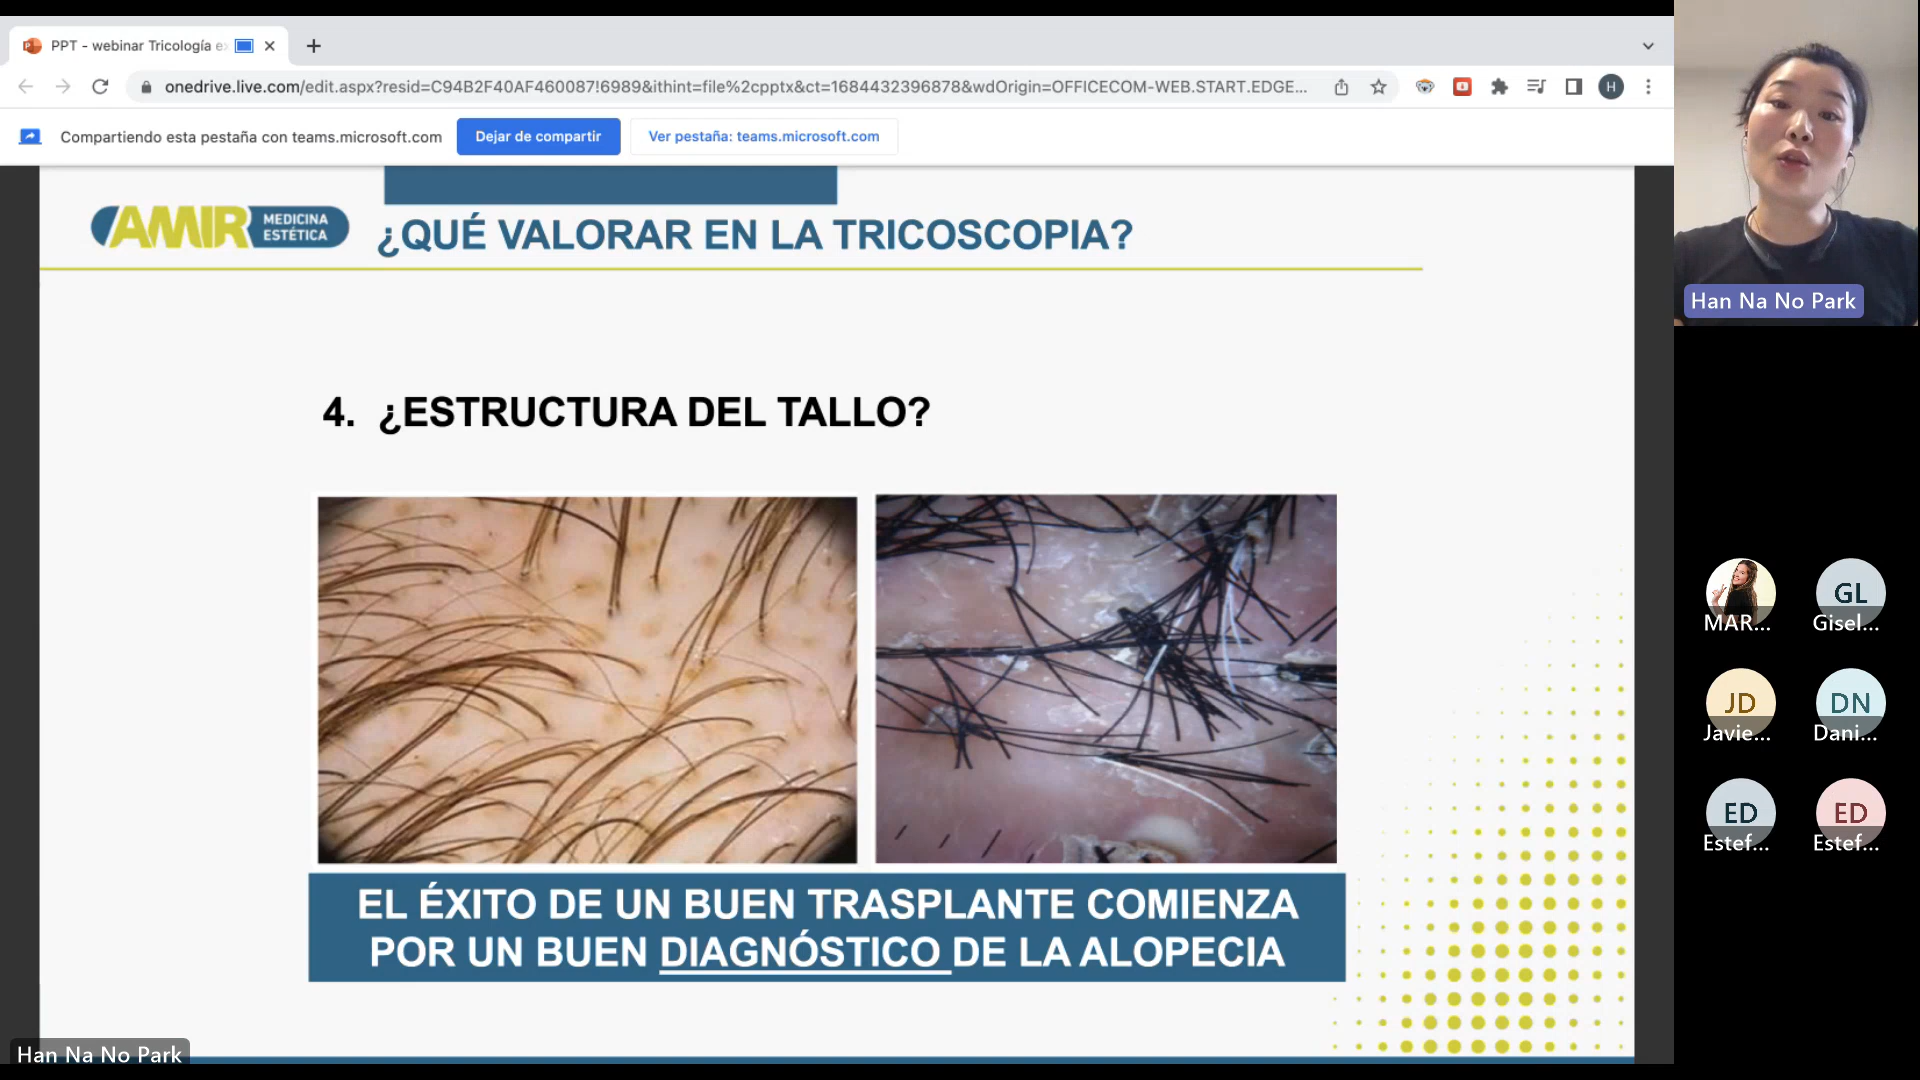 PPT - webinar Tricología e
onedrive.live.com/edit.aspx?resid=C94B2F40AF460087!6989&ithint=file%2cpptx&ct=1684432396878&wdOrigin=OFFICECOM-WEB.START.EDGE...
H
Compartiendo esta pestaña con teams.microsoft.com
Dejar de compartir
Ver pestaña: teams.microsoft.com
AMIR MEDICINA ESTÉTICA
¿QUÉ VALORAR EN LA TRICOSCOPIA?
Han Na No Park
4. ¿ESTRUCTURA DEL TALLO?
EL ÉXITO DE UN BUEN TRASPLANTE COMIENZA
POR UN BUEN DIAGNÓSTICO DE LA ALOPECIA
MAR...
GL
Gisel...
JD
Javie...
DN
Dani...
ED
Estef...
ED
Estef...
Han Na No Park